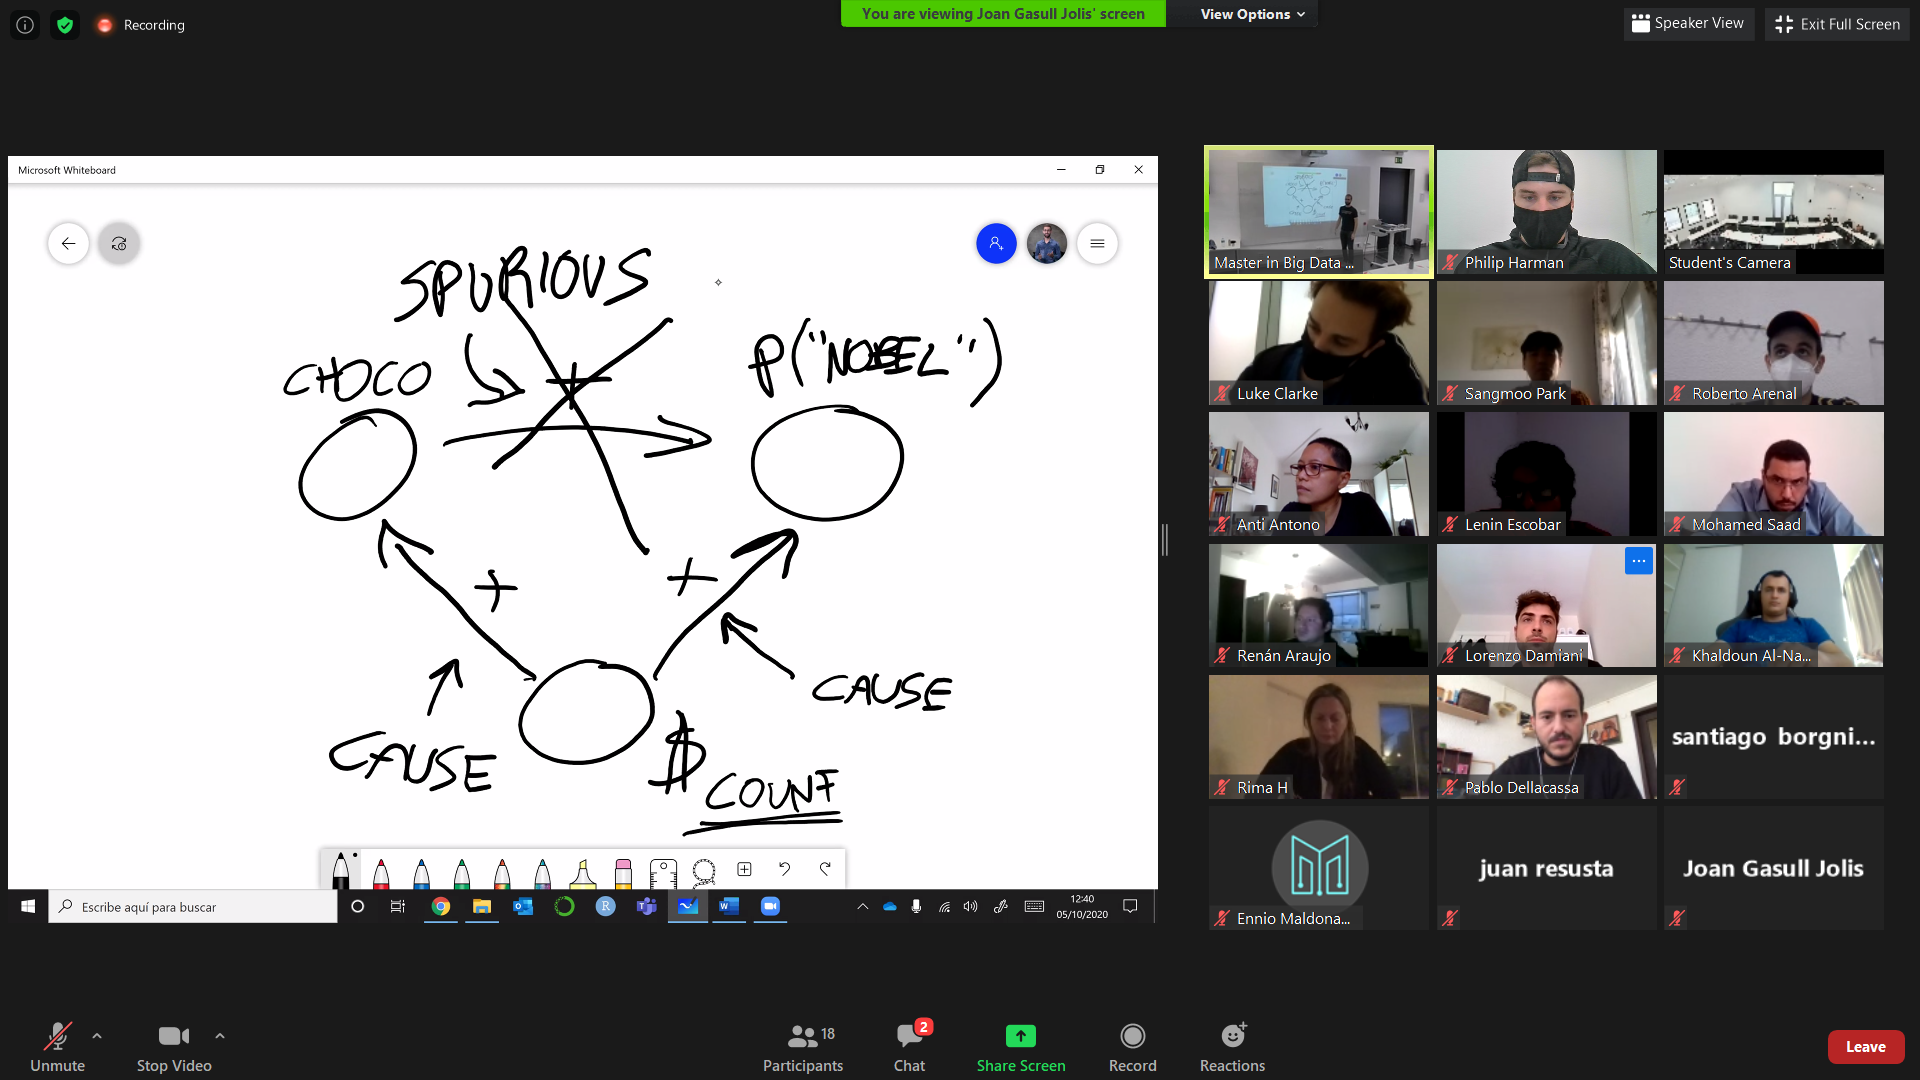 Recording
You are viewing Joan Gasull Jolis' screen
View Options
Speaker View
Exit Full Screen
Microsoft Whiteboard
SPURIOUS
CHOCO
+
P("NOBEL")
+
+
CAUSE
CAUSE
$
COUNT
Escribe aquí para buscar
12:40
05/10/2020
Master in Big Data ...
Philip Harman
Student's Camera
Luke Clarke
Sangmoo Park
Roberto Arenal
Anti Antono
Lenin Escobar
Mohamed Saad
Renán Araujo
Lorenzo Damiani
Khaldoun Al-Na...
Rima H
Pablo Dellacassa
santiago borgni...
Ennio Maldona...
juan resusta
Joan Gasull Jolis
Unmute
Stop Video
Participants
18
Chat
2
Share Screen
Record
Reactions
Leave